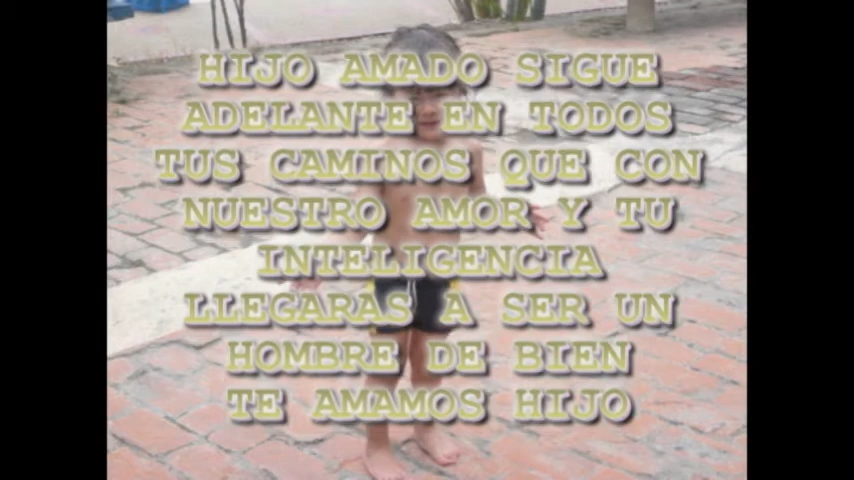 HIJO AMADO SIGUE
ADELANTE EN TODOS
TUS CAMINOS QUE CON
NUESTRO AMOR Y TU
INTELIGENCIA
LLEGARAS A SER UN
HOMBRE DE BIEN
TE AMAMOS HIJO